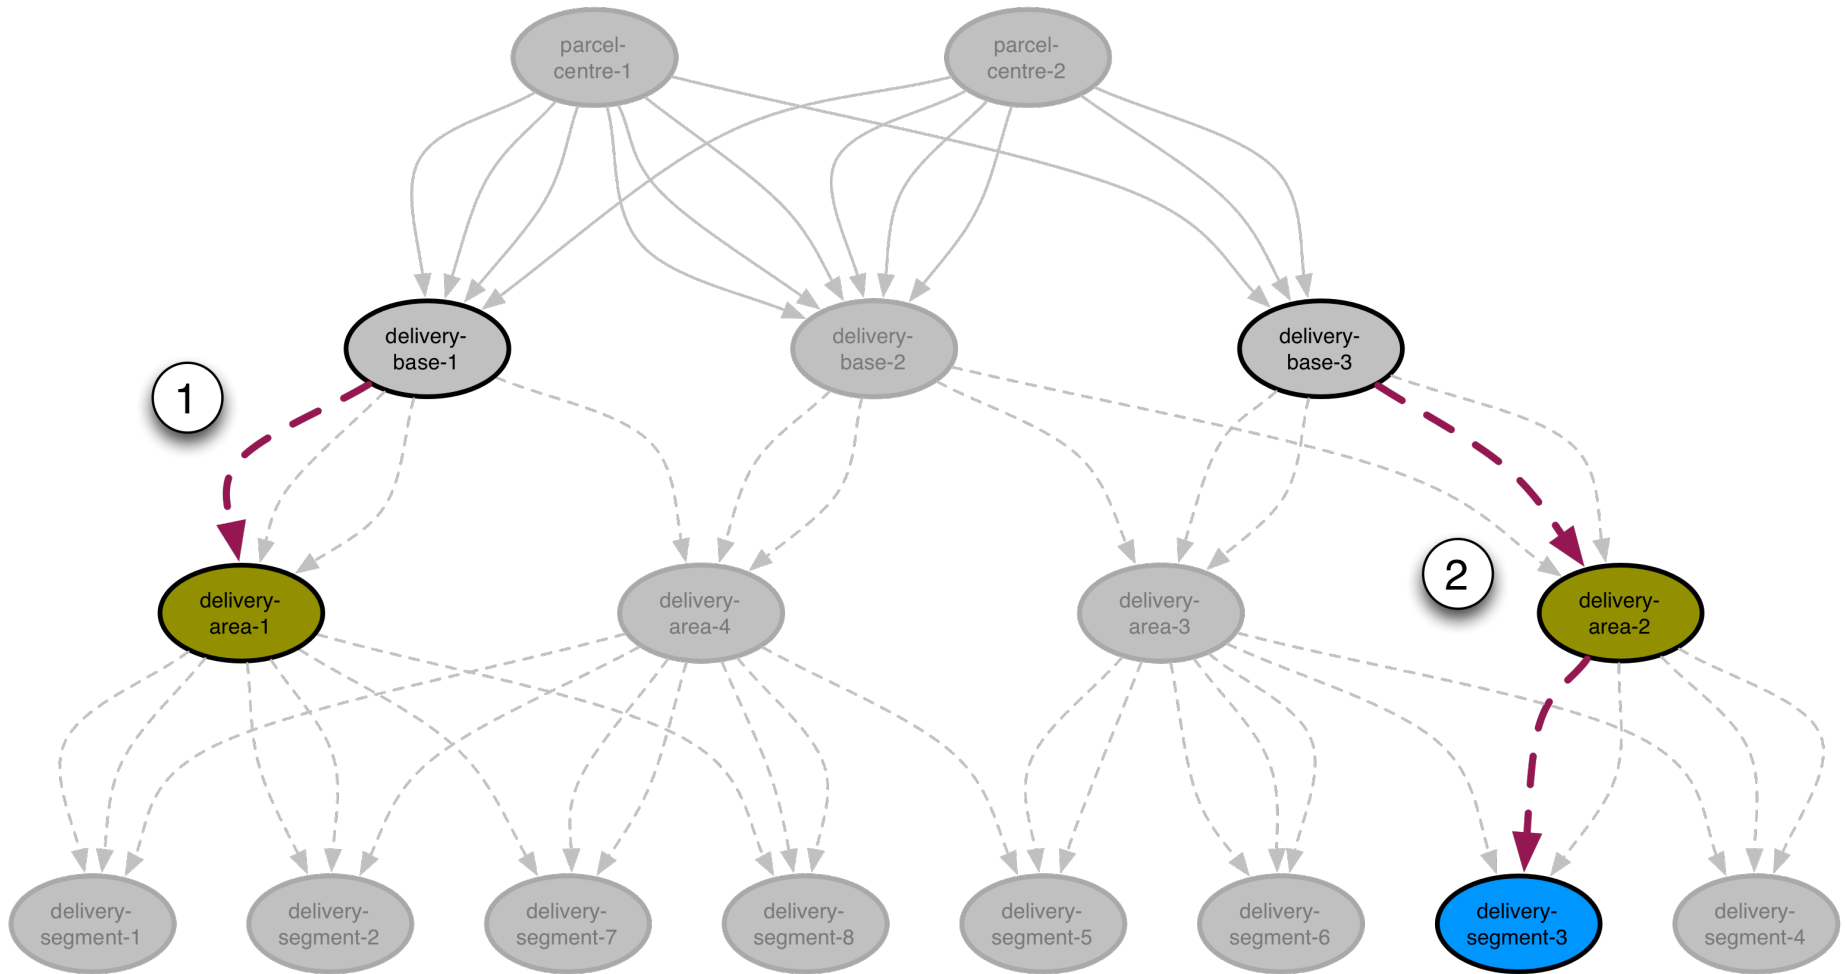 parcel-
centre-1
parcel-
centre-2
delivery-
base-1
delivery-
base-2
delivery-
base-3
1
2
delivery-
area-1
delivery-
area-4
delivery-
area-3
delivery-
area-2
delivery-
segment-1
delivery-
segment-2
delivery-
segment-7
delivery-
segment-8
delivery-
segment-5
delivery-
segment-6
delivery-
segment-3
delivery-
segment-4